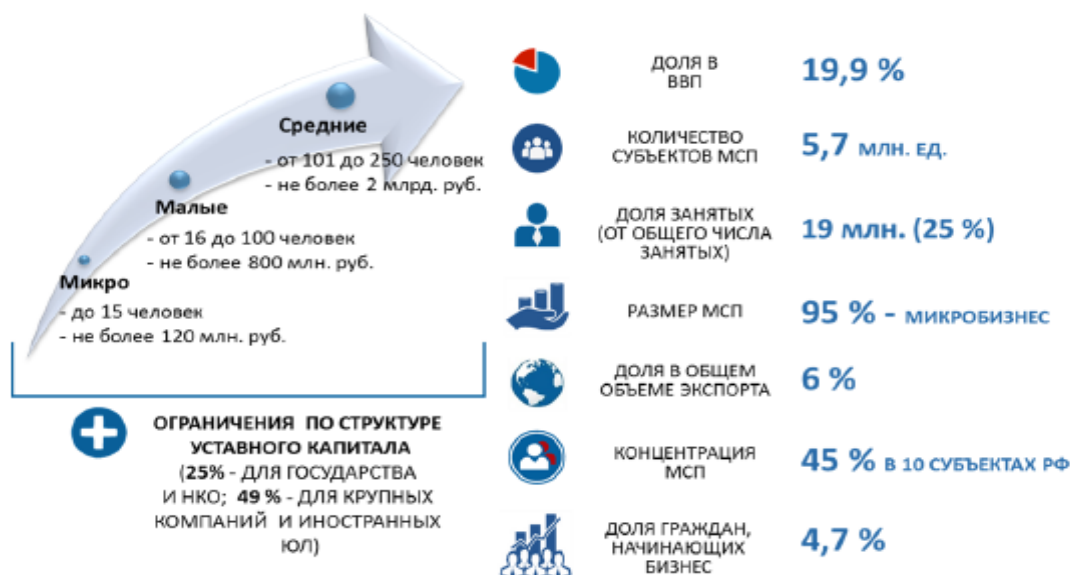 Средние
- от 101 до 250 человек
- не более 2 млрд. руб.
Малые
- от 16 до 100 человек
- не более 800 млн. руб.
Микро
- до 15 человек
- не более 120 млн. руб.
ОГРАНИЧЕНИЯ ПО СТРУКТУРЕ
УСТАВНОГО КАПИТАЛА
(25% - ДЛЯ ГОСУДАРСТВА
И НКО; 49 % - ДЛЯ КРУПНЫХ
КОМПАНИЙ И ИНОСТРАННЫХ
ЮЛ)
ДОЛЯ В
ВВП
19,9 %
КОЛИЧЕСТВО
СУБЪЕКТОВ МСП
5,7 МЛН. ЕД.
ДОЛЯ ЗАНЯТЫХ
(ОТ ОБЩЕГО ЧИСЛА
ЗАНЯТЫХ)
19 млн. (25 %)
РАЗМЕР МСП
95 % - МИКРОБИЗНЕС
ДОЛЯ В ОБЩЕМ
ОБЪЕМЕ ЭКСПОРТА
6 %
КОНЦЕНТРАЦИЯ
МСП
45 % В 10 СУБЪЕКТАХ РФ
ДОЛЯ ГРАЖДАН,
НАЧИНАЮЩИХ
БИЗНЕС
4,7 %